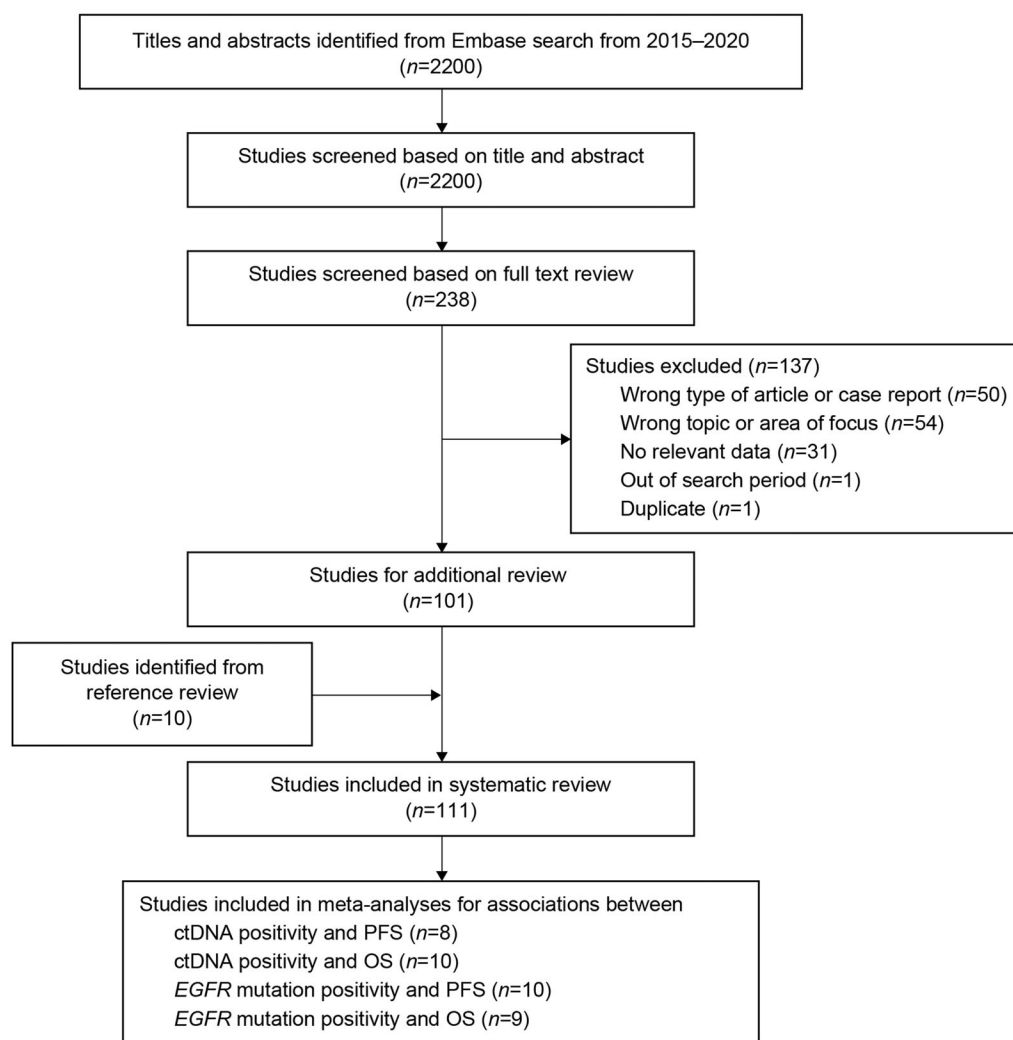 Titles and abstracts identified from Embase search from 2015–2020
(n=2200)
Studies screened based on title and abstract
(n=2200)
Studies screened based on full text review
(n=238)
Studies excluded (n=137)
Wrong type of article or case report (n=50)
Wrong topic or area of focus (n=54)
No relevant data (n=31)
Out of search period (n=1)
Duplicate (n=1)
Studies for additional review
(n=101)
Studies identified from
reference review
(n=10)
Studies included in systematic review
(n=111)
Studies included in meta-analyses for associations between
ctDNA positivity and PFS (n=8)
ctDNA positivity and OS (n=10)
EGFR mutation positivity and PFS (n=10)
EGFR mutation positivity and OS (n=9)